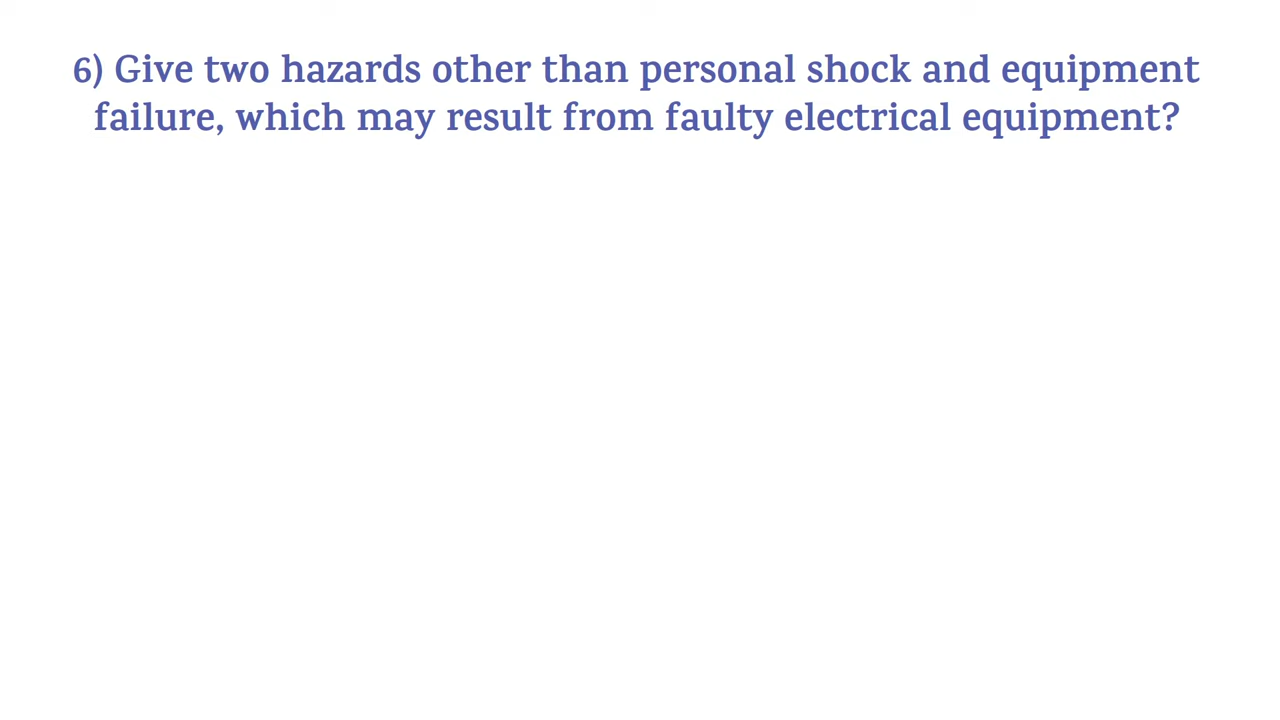 6) Give two hazards other than personal shock and equipment
failure, which may result from faulty electrical equipment?